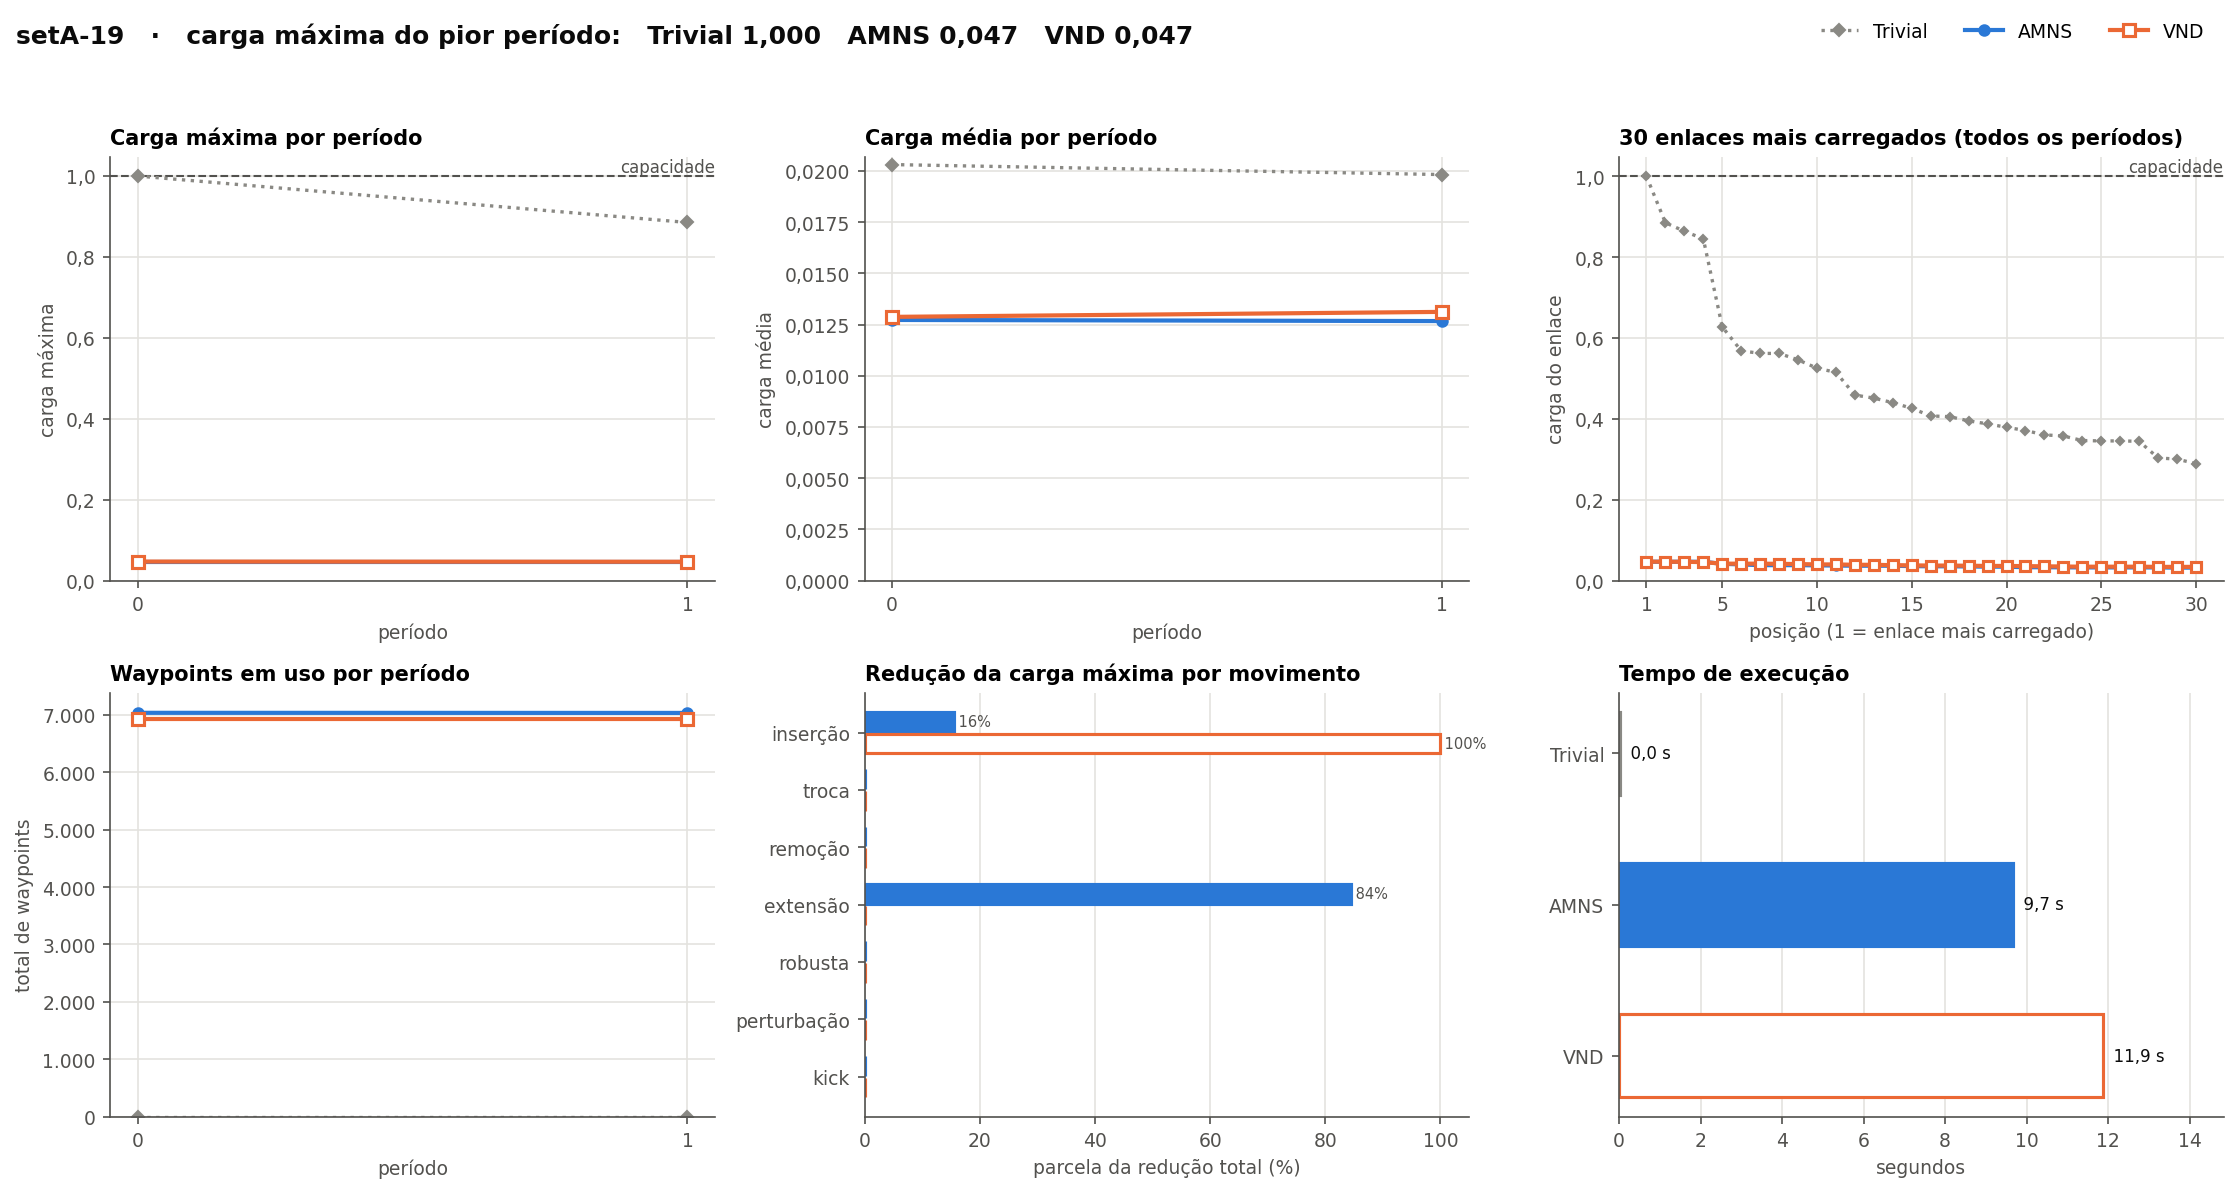 setA-19 · carga máxima do pior período: Trivial 1,000 AMNS 0,047 VND 0,047
Trivial AMNS VND
Carga máxima por período
capacidade
1,0
0,8
0,6
0,4
0,2
0,0
carga máxima
0 1
período
Carga média por período
0,0200
0,0175
0,0150
0,0125
0,0100
0,0075
0,0050
0,0025
0,0000
carga média
0 1
período
30 enlaces mais carregados (todos os períodos)
capacidade
1,0
0,8
0,6
0,4
0,2
0,0
carga do enlace
1 5 10 15 20 25 30
posição (1 = enlace mais carregado)
Waypoints em uso por período
7.000
6.000
5.000
4.000
3.000
2.000
1.000
0
total de waypoints
0 1
período
Redução da carga máxima por movimento
inserção 16%
100%
troca
remoção
extensão 84%
robusta
perturbação
kick
0 20 40 60 80 100
parcela da redução total (%)
Tempo de execução
Trivial 0,0 s
AMNS 9,7 s
VND 11,9 s
0 2 4 6 8 10 12 14
segundos